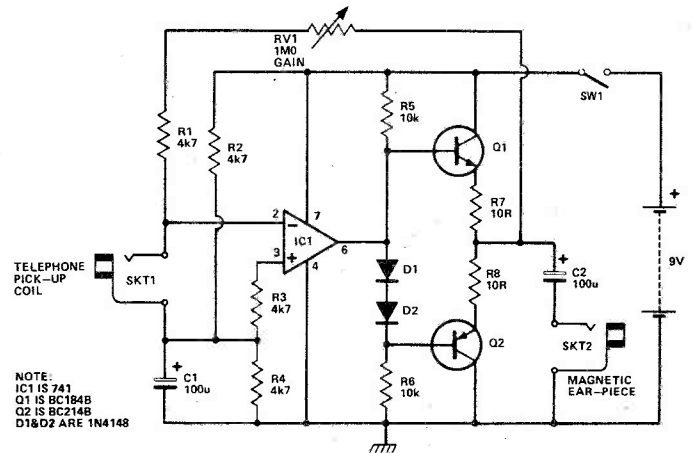 RV1
1M0
GAIN
R1
4k7
R2
4k7
R5
10k
SW1
Q1
R7
10R
2
7
IC1
6
3
4
+
9V
TELEPHONE
PICK–UP
COIL
SKT1
D1
R8
10R
C2
100u
R3
4k7
D2
Q2
SKT2
C1
100u
R4
4k7
R6
10k
MAGNETIC
EAR–PIECE
NOTE:
IC1 IS 741
Q1 IS BC184B
Q2 IS BC214B
D1&D2 ARE 1N4148